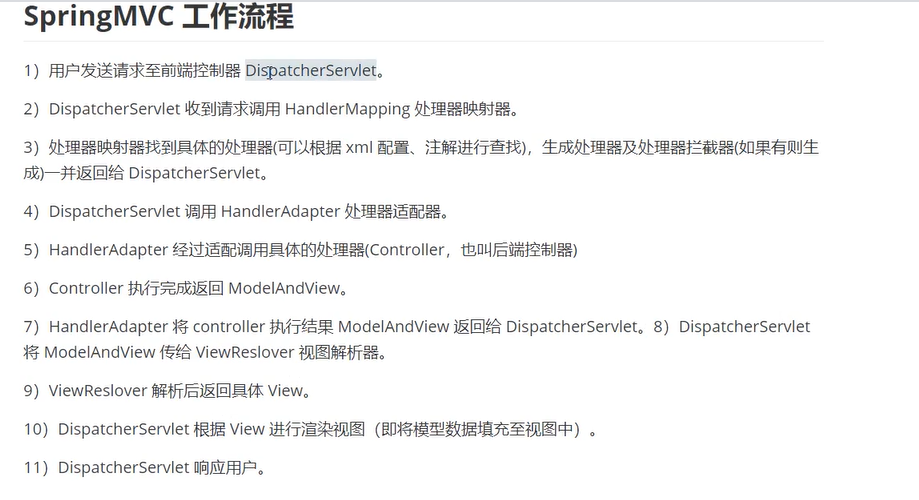 SpringMVC 工作流程
1）用户发送请求至前端控制器 DispatcherServlet。
2）DispatcherServlet 收到请求调用 HandlerMapping 处理器映射器。
3）处理器映射器找到具体的处理器(可以根据 xml 配置、注解进行查找)，生成处理器及处理器拦截器(如果有则生
成)一并返回给 DispatcherServlet。
4）DispatcherServlet 调用 HandlerAdapter 处理器适配器。
5）HandlerAdapter 经过适配调用具体的处理器(Controller，也叫后端控制器)
6）Controller 执行完成返回 ModelAndView。
7）HandlerAdapter 将 controller 执行结果 ModelAndView 返回给 DispatcherServlet。8）DispatcherServlet
将 ModelAndView 传给 ViewReslover 视图解析器。
9）ViewReslover 解析后返回具体 View。
10）DispatcherServlet 根据 View 进行渲染视图（即将模型数据填充至视图中）。
11）DispatcherServlet 响应用户。